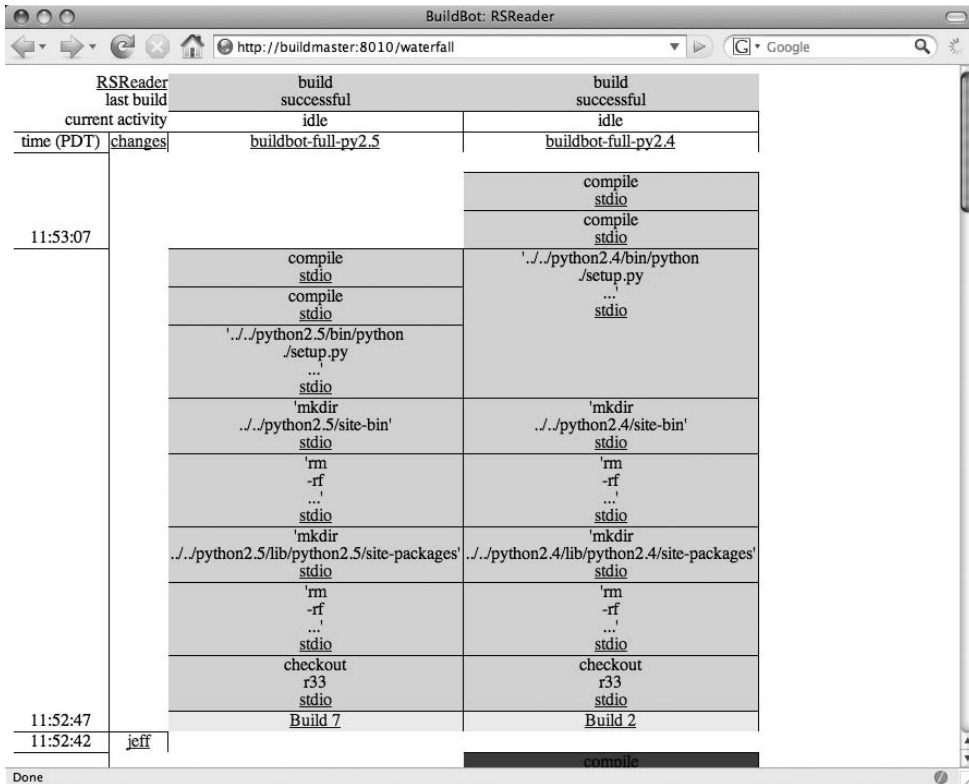 BuildBot: RSReader
http://buildmaster:8010/waterfall
G Google
RSReader
last build
build
successful
build
successful
current activity
idle
idle
time (PDT)
changes
buildbot-full-py2.5
buildbot-full-py2.4
compile
stdio
compile
stdio
11:53:07
compile
stdio
compile
stdio
'../../python2.5/bin/python
./setup.py
...'
stdio
'../../python2.4/bin/python
./setup.py
...'
stdio
'mkdir
../../python2.5/site-bin'
stdio
'mkdir
../../python2.4/site-bin'
stdio
'rm
-rf
...'
stdio
'rm
-rf
...'
stdio
'mkdir
../../python2.5/lib/python2.5/site-packages'
stdio
'mkdir
../../python2.4/lib/python2.4/site-packages'
stdio
'rm
-rf
...'
stdio
'rm
-rf
...'
stdio
checkout
r33
stdio
checkout
r33
stdio
11:52:47
Build 7
Build 2
11:52:42
jeff
compile
Done